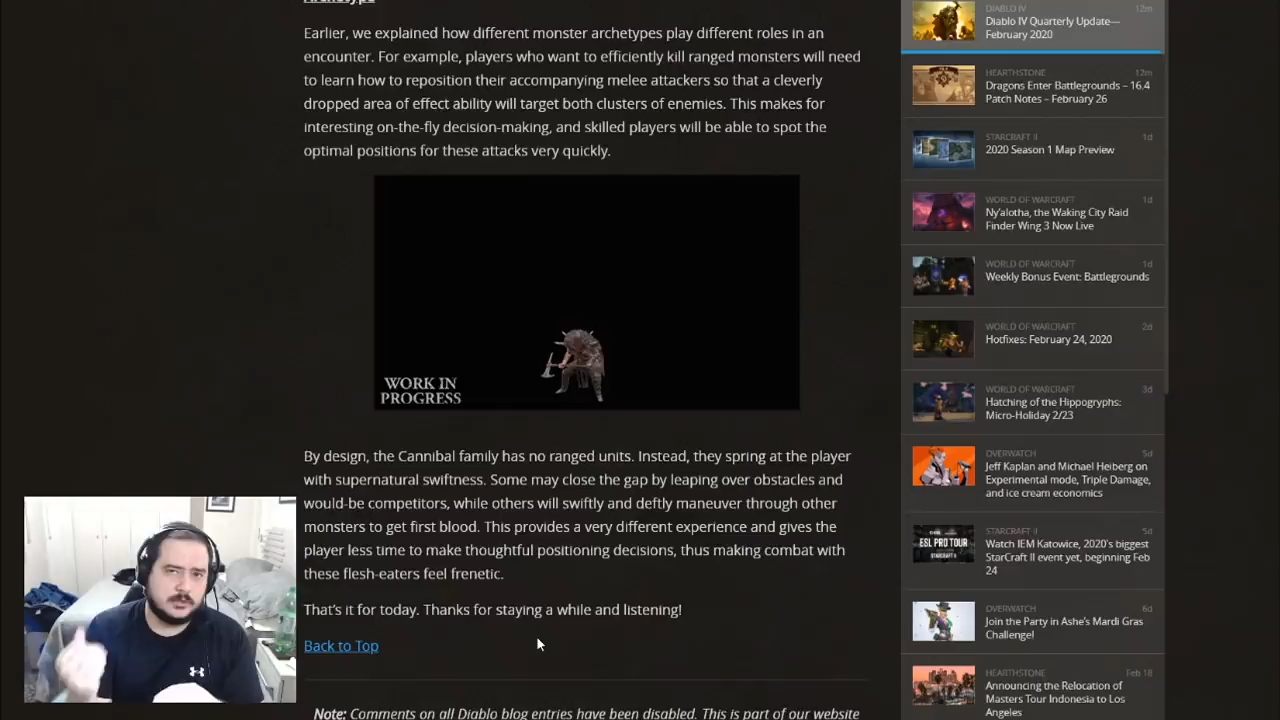 Archetype
Earlier, we explained how different monster archetypes play different roles in an
encounter. For example, players who want to efficiently kill ranged monsters will need
to learn how to reposition their accompanying melee attackers so that a cleverly
dropped area of effect ability will target both clusters of enemies. This makes for
interesting on-the-fly decision-making, and skilled players will be able to spot the
optimal positions for these attacks very quickly.
WORK IN
PROGRESS
By design, the Cannibal family has no ranged units. Instead, they spring at the player
with supernatural swiftness. Some may close the gap by leaping over obstacles and
would-be competitors, while others will swiftly and deftly maneuver through other
monsters to get first blood. This provides a very different experience and gives the
player less time to make thoughtful positioning decisions, thus making combat with
these flesh-eaters feel frenetic.
That's it for today. Thanks for staying a while and listening!
Back to Top
Note: Comments on all Diablo blog entries have been disabled. This is part of our website
DIABLO IV 12m
Diablo IV Quarterly Update—
February 2020
HEARTHSTONE 12m
Dragons Enter Battlegrounds – 16.4
Patch Notes – February 26
STARCRAFT II 1d
2020 Season 1 Map Preview
WORLD OF WARCRAFT 1d
Ny'alotha, the Waking City Raid
Finder Wing 3 Now Live
WORLD OF WARCRAFT 1d
Weekly Bonus Event: Battlegrounds
WORLD OF WARCRAFT 2d
Hotfixes: February 24, 2020
WORLD OF WARCRAFT 3d
Hatching of the Hippogryphs:
Micro-Holiday 2/23
OVERWATCH 5d
Jeff Kaplan and Michael Heiberg on
Experimental mode, Triple Damage,
and ice cream economics
STARCRAFT II 5d
ESL PRO TOUR
Watch IEM Katowice, 2020's biggest
StarCraft II event yet, beginning Feb
24
OVERWATCH 6d
Join the Party in Ashe's Mardi Gras
Challenge!
HEARTHSTONE Feb 18
Announcing the Relocation of
Masters Tour Indonesia to Los
Angeles